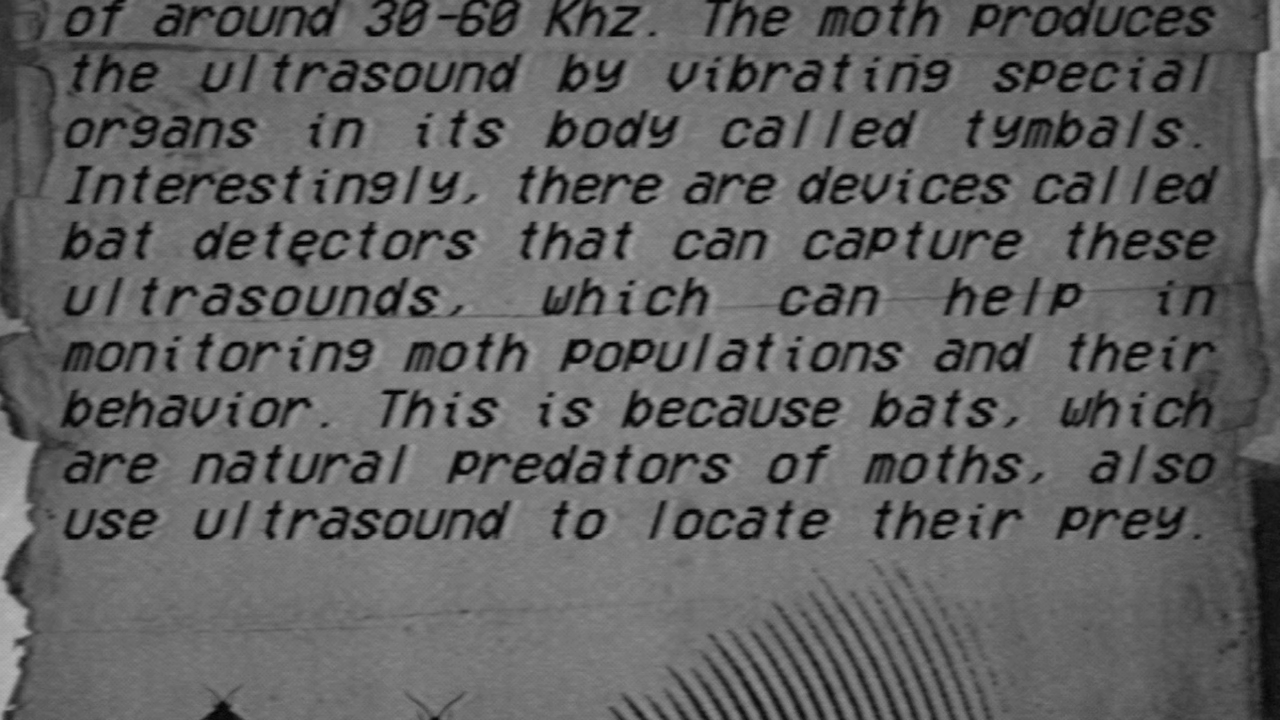 of around 30-60 Khz. The moth produces
the ultrasound by vibrating special
organs in its body called tymbals.
Interestingly, there are devices called
bat detectors that can capture these
ultrasounds, which can help in
monitoring moth populations and their
behavior. This is because bats, which
are natural predators of moths, also
use ultrasound to locate their prey.